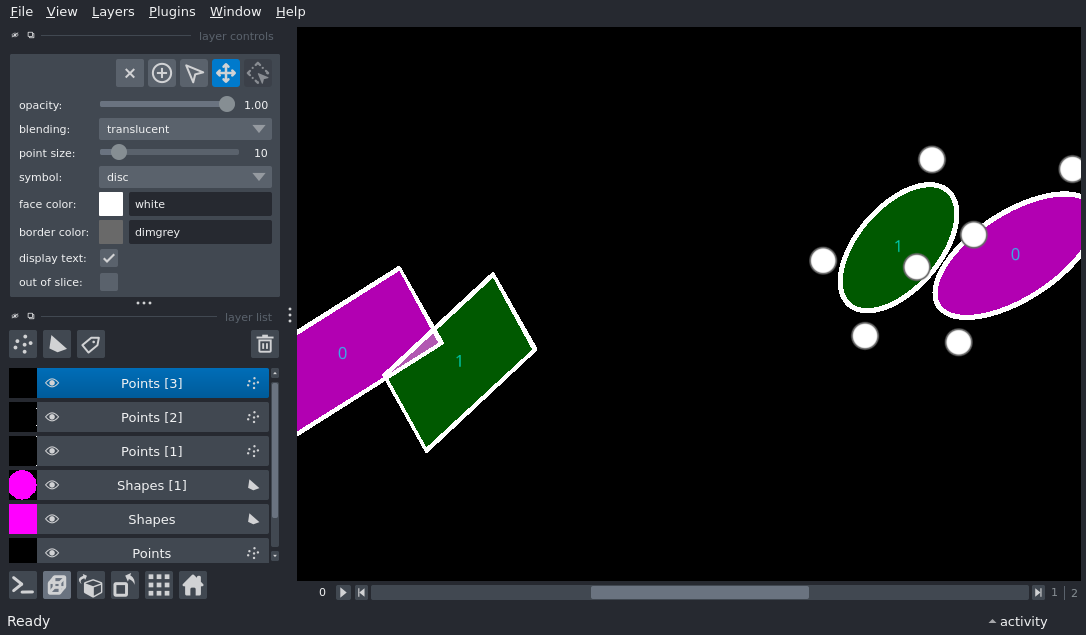 File View Layers Plugins Window Help
layer controls
opacity: 1.00
blending: translucent
point size: 10
symbol: disc
face color: white
border color: dimgrey
display text:
out of slice:
layer list
Points [3]
Points [2]
Points [1]
Shapes [1]
Shapes
Points
0
1
1
0
0 1 2
Ready activity